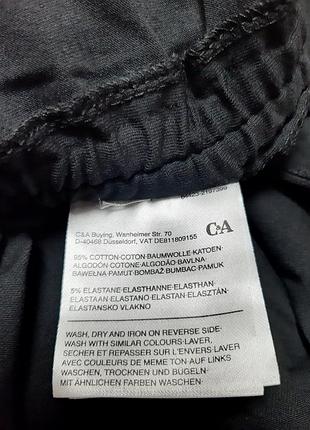 C&A Buying, Wanheimer Str. 70
D-40468 Düsseldorf, VAT DE811809155
C&A
95% COTTON·COTON·BAUMWOLLE·KATOEN·
ALGODÓN·COTONE·ALGODÃO·BAVLNA·
BAWEŁNA·PAMUT·BOMBAŽ·BUMBAC·PAMUK
5% ELASTANE·ELASTHANNE·ELASTHAN·
ELASTAAN·ELASTANO·ELASTAN·ELASZTÁN·
ELASTANSKO VLAKNO
WASH, DRY AND IRON ON REVERSE SIDE·
WASH WITH SIMILAR COLOURS·LAVER,
SECHER ET REPASSER SUR L'ENVERS·LAVER
AVEC COULEURS DE MEME TON·AUF LINKS
WASCHEN, TROCKNEN UND BÜGELN·
MIT ÄHNLICHEN FARBEN WASCHEN·